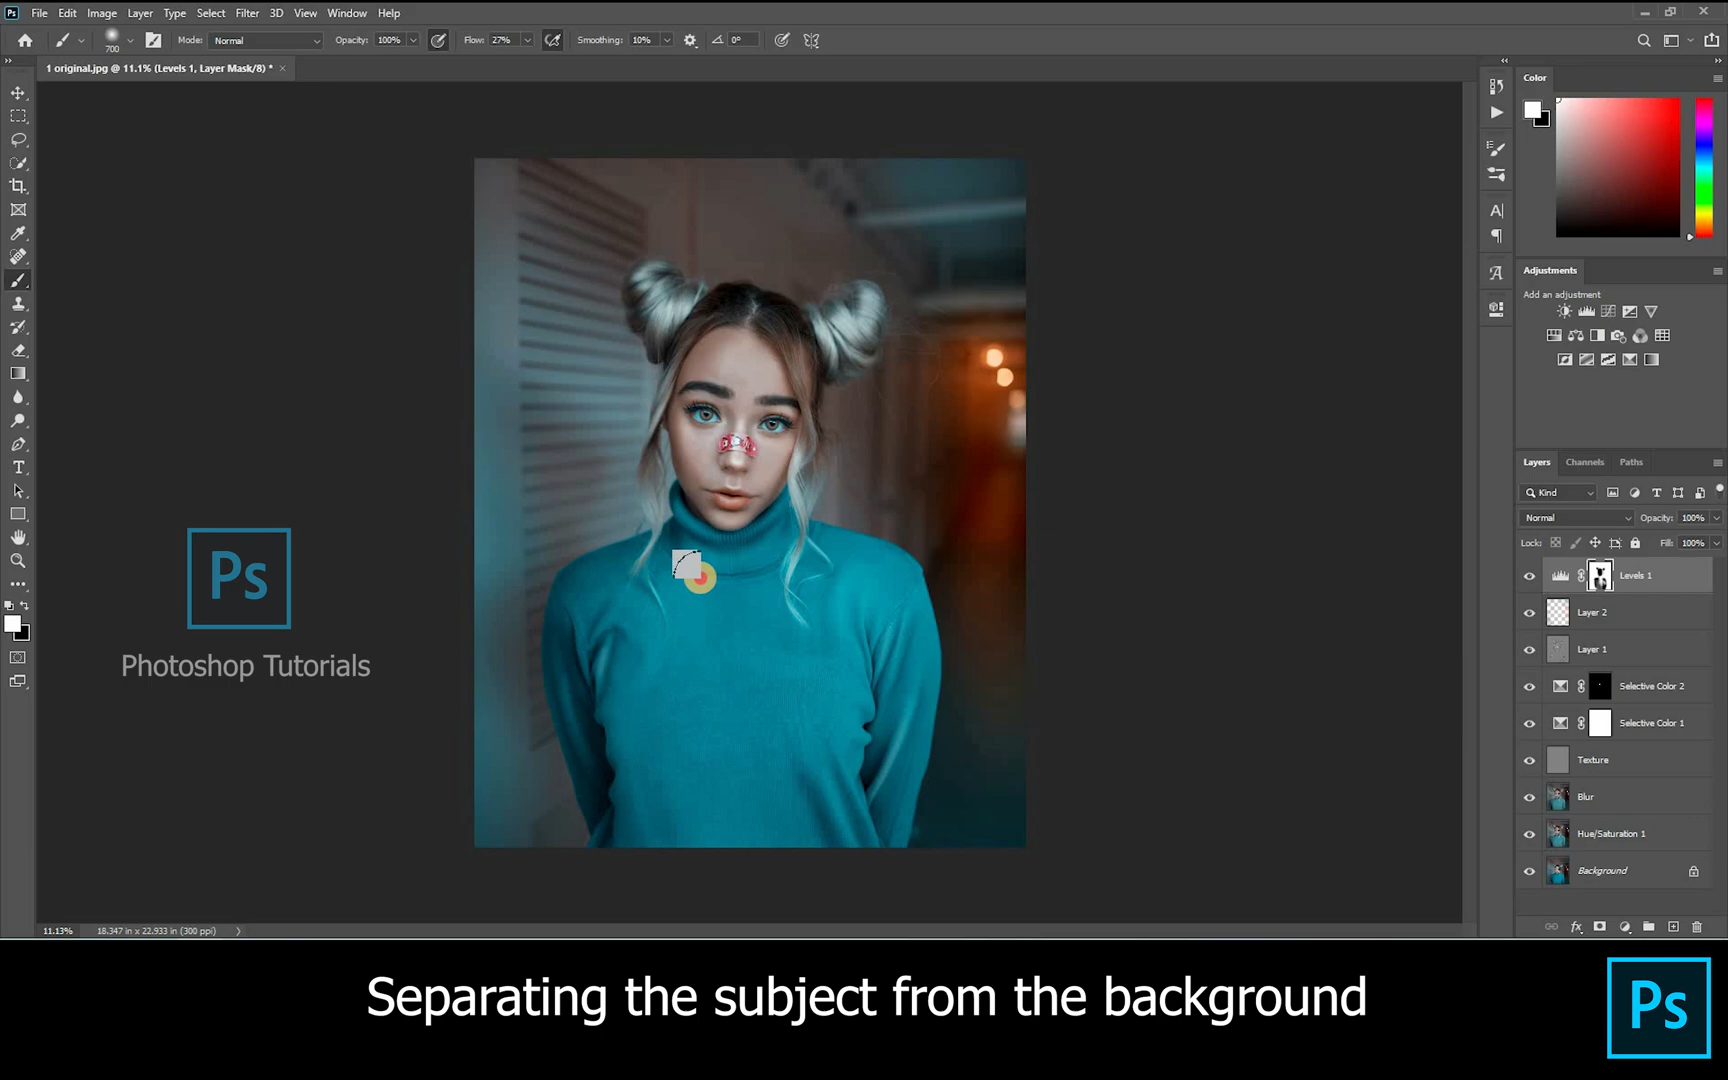 Ps File Edit Image Layer Type Select Filter 3D View Window Help
700 Mode: Normal Opacity: 100% Flow: 27% Smoothing: 10% 0°
1 original.jpg @ 11.1% (Levels 1, Layer Mask/8) * ×
Color
Adjustments
Add an adjustment
Layers Channels Paths
Kind
Normal Opacity: 100%
Lock: Fill: 100%
Levels 1
Layer 2
Layer 1
Selective Color 2
Selective Color 1
Texture
Blur
Hue/Saturation 1
Background
Ps
Photoshop Tutorials
11.13% 18.347 in x 22.933 in (300 ppi)
Separating the subject from the background
Ps